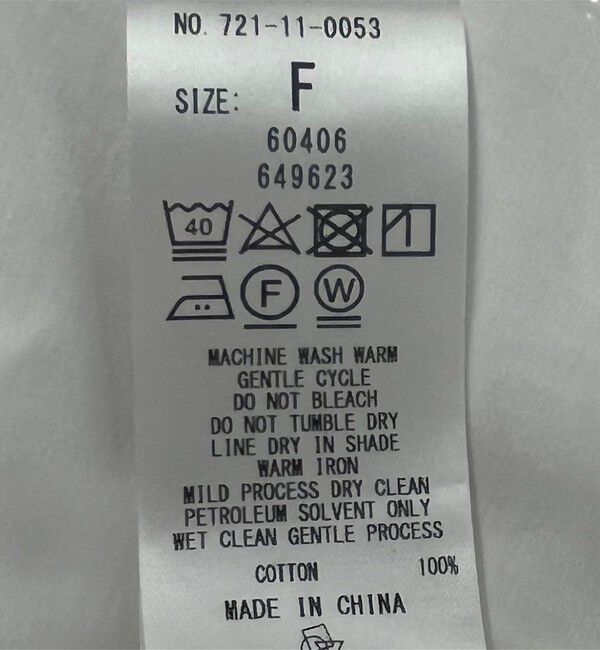 NO. 721-11-0053
SIZE: F
60406
649623
40
F W
MACHINE WASH WARM
GENTLE CYCLE
DO NOT BLEACH
DO NOT TUMBLE DRY
LINE DRY IN SHADE
WARM IRON
MILD PROCESS DRY CLEAN
PETROLEUM SOLVENT ONLY
WET CLEAN GENTLE PROCESS
COTTON 100%
MADE IN CHINA